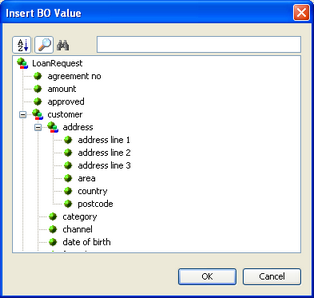 Insert BO Value
LoanRequest
agreement no
amount
approved
customer
address
address line 1
address line 2
address line 3
area
country
postcode
category
channel
date of birth
OK
Cancel